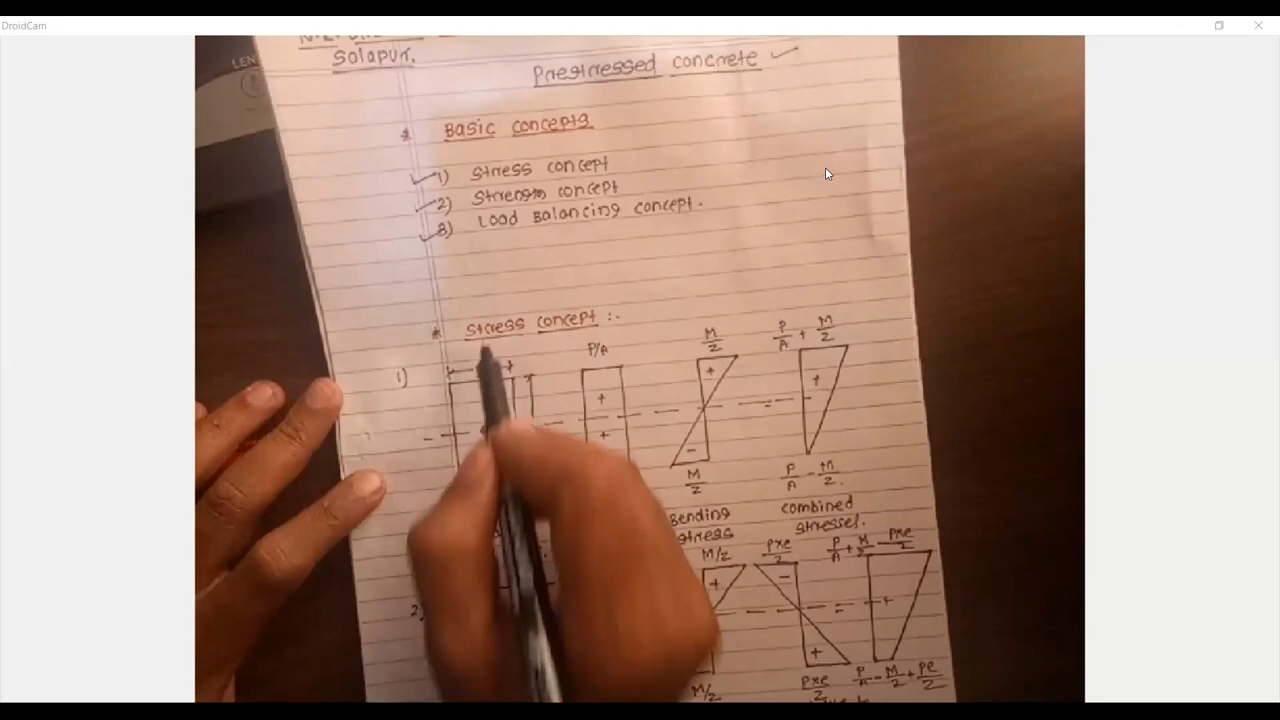 DroidCam
LEN
Solapur.
Prestressed concrete
* Basic concepts
1) Stress concept
2) Strength concept
3) Load Balancing concept.
* Stress concept :-
1)
P/A
M/Z
P/A + M/Z
+
+
+
-
+
=
M/Z
P/A - M/Z.
Bending stress
combined stresses.
2)
M/Z
Pxe/Z
P/A + M/Z - Pxe/Z
+
-
+
=
+
M/Z
Pxe/Z
P/A - M/Z + Pe/Z